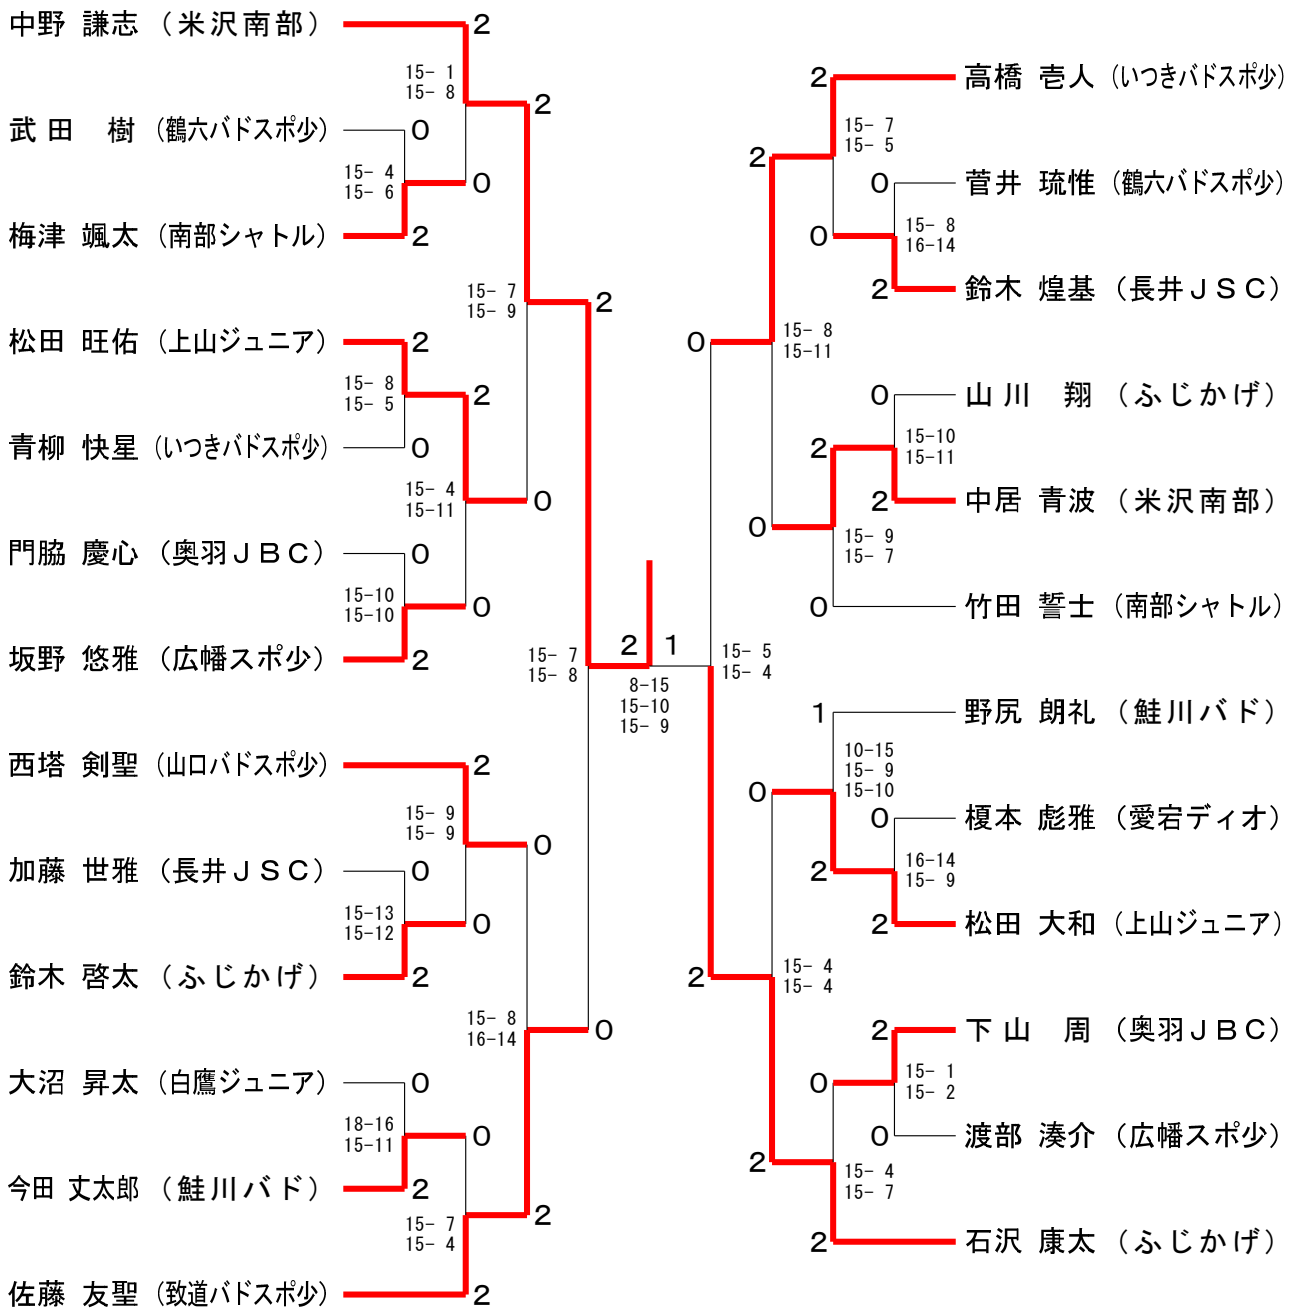 中野 謙志 (米沢南部) 2
15- 1
15- 8
2
武田 樹 (鶴六バドスポ少) 0
15- 4
15- 6
0
梅津 颯太 (南部シャトル) 2
15- 7
15- 9
2
松田 旺佑 (上山ジュニア) 2
15- 8
15- 5
2
青柳 快星 (いつきバドスポ少) 0
15- 4
15-11
0
門脇 慶心 (奥羽JBC) 0
15-10
15-10
0
坂野 悠雅 (広幡スポ少) 2
15- 7
15- 8
西塔 剣聖 (山口バドスポ少) 2
15- 9
15- 9
0
加藤 世雅 (長井JSC) 0
15-13
15-12
0
鈴木 啓太 (ふじかげ) 2
15- 8
16-14
0
大沼 昇太 (白鷹ジュニア) 0
18-16
15-11
0
今田 丈太郎 (鮭川バド) 2
15- 7
15- 4
2
佐藤 友聖 (致道バドスポ少) 2
2 1
8-15
15-10
15- 9
2 高橋 壱人 (いつきバドスポ少)
15- 7
15- 5
2
0 菅井 琉惟 (鶴六バドスポ少)
15- 8
16-14
0
2 鈴木 煌基 (長井JSC)
15- 8
15-11
0
0 山川 翔 (ふじかげ)
15-10
15-11
2
2 中居 青波 (米沢南部)
15- 9
15- 7
0
0 竹田 誓士 (南部シャトル)
15- 5
15- 4
1 野尻 朗礼 (鮭川バド)
10-15
15- 9
15-10
0
0 榎本 彪雅 (愛宕ディオ)
16-14
15- 9
2
2 松田 大和 (上山ジュニア)
15- 4
15- 4
2
2 下山 周 (奥羽JBC)
15- 1
15- 2
0
0 渡部 湊介 (広幡スポ少)
15- 4
15- 7
2
2 石沢 康太 (ふじかげ)